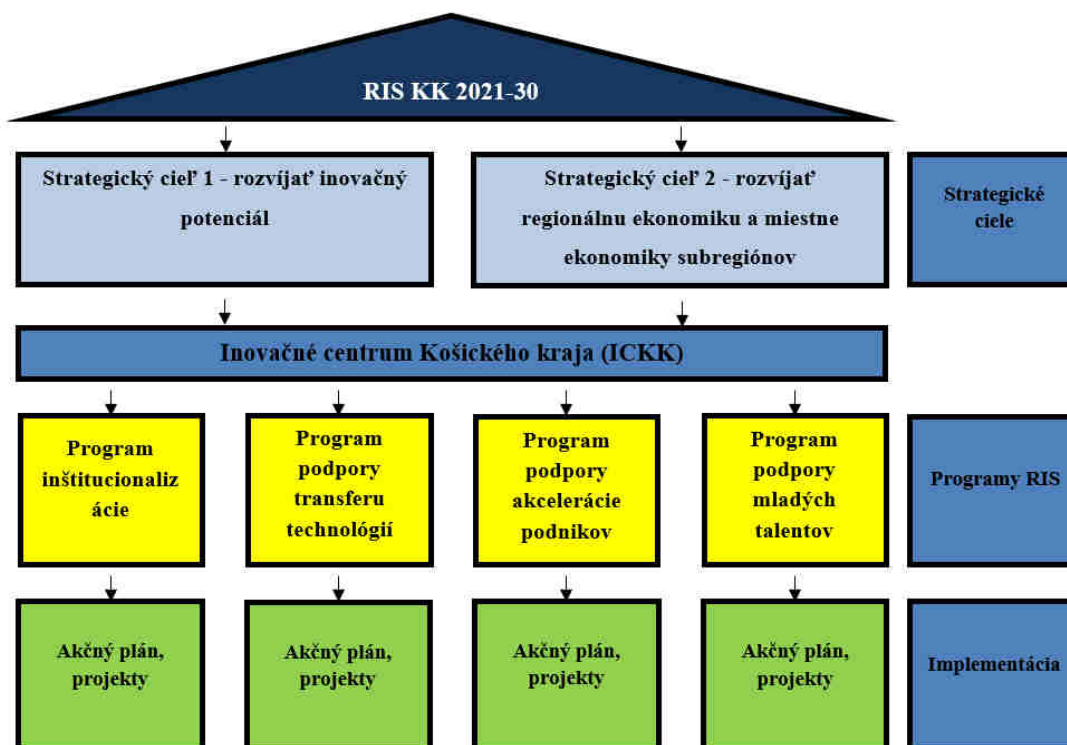 RIS KK 2021-30
Strategický cieľ 1 - rozvíjať inovačný
potenciál
Strategický cieľ 2 - rozvíjať
regionálnu ekonomiku a miestne
ekonomiky subregiónov
Strategické
ciele
Inovačné centrum Košického kraja (ICKK)
Program
inštitucionaliz
ácie
Program
podpory
transferu
technológií
Program
podpory
akcelerácie
podnikov
Program
podpory
mladých
talentov
Programy RIS
Akčný plán,
projekty
Akčný plán,
projekty
Akčný plán,
projekty
Akčný plán,
projekty
Implementácia